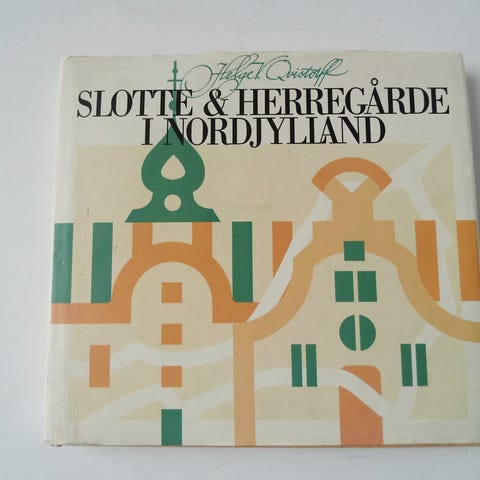 Helge V. Qvistorff
SLOTTE & HERREGÅRDE
I NORDJYLLAND